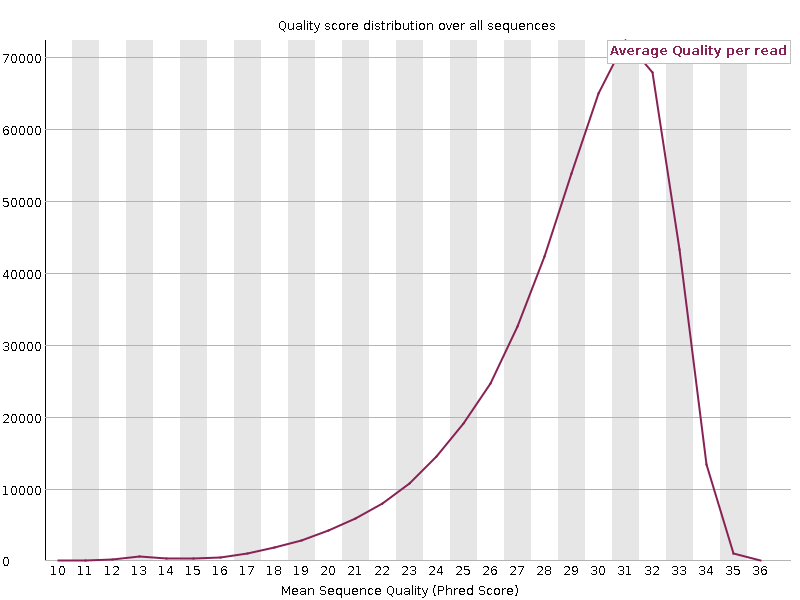 Quality score distribution over all sequences
Average Quality per read
70000
60000
50000
40000
30000
20000
10000
0
10 11 12 13 14 15 16 17 18 19 20 21 22 23 24 25 26 27 28 29 30 31 32 33 34 35 36
Mean Sequence Quality (Phred Score)